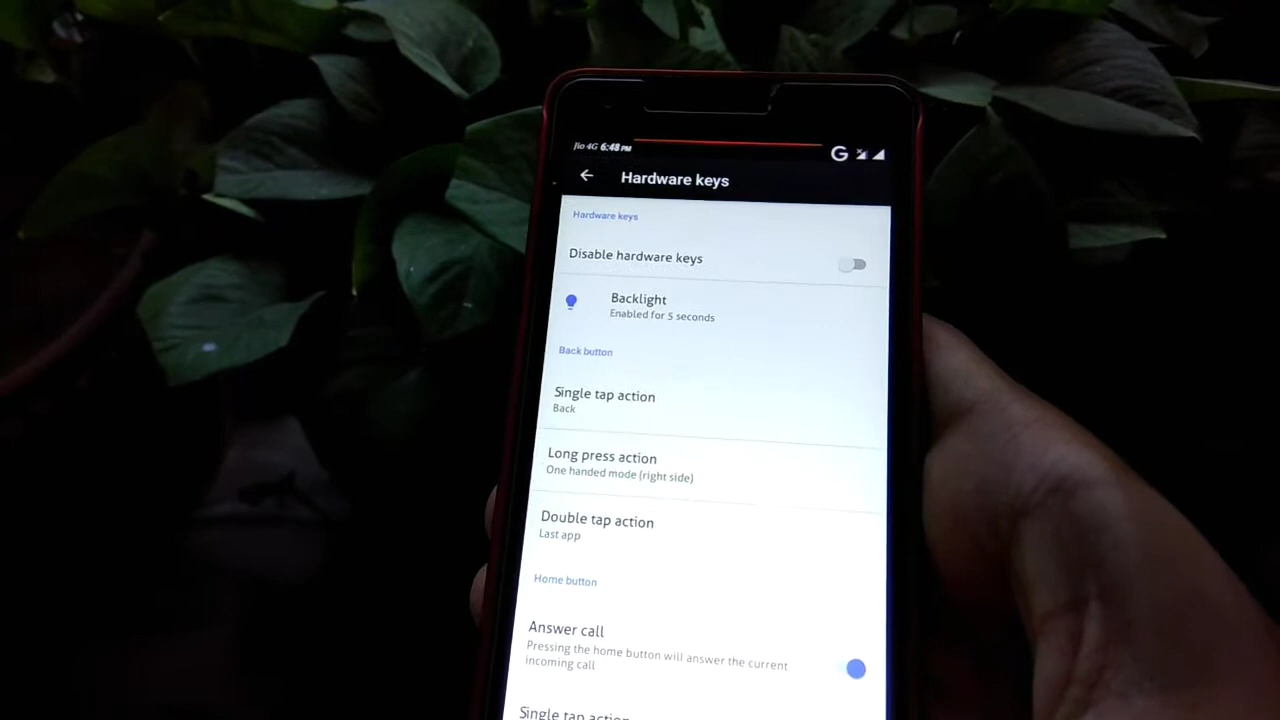 Jio 4G 6:48 PM
Hardware keys
Hardware keys
Disable hardware keys
Backlight
Enabled for 5 seconds
Back button
Single tap action
Back
Long press action
One handed mode (right side)
Double tap action
Last app
Home button
Answer call
Pressing the home button will answer the current
incoming call
Single tap action